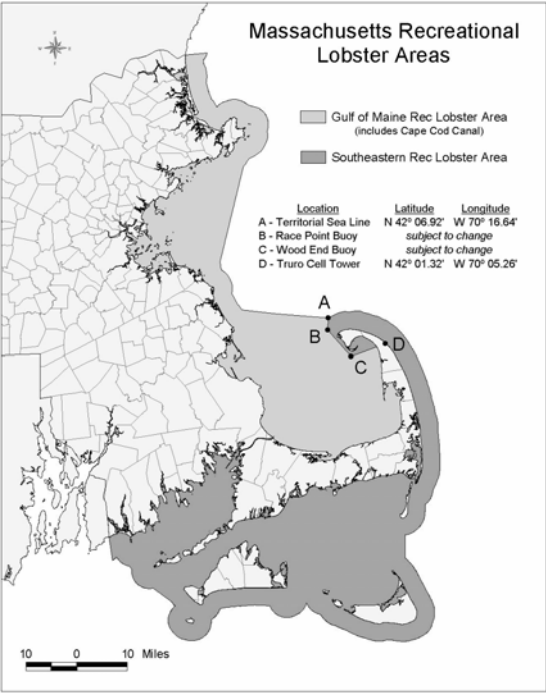 Massachusetts Recreational
Lobster Areas
N
W E
S
Gulf of Maine Rec Lobster Area
(includes Cape Cod Canal)
Southeastern Rec Lobster Area
Location Latitude Longitude
A - Territorial Sea Line N 42º 06.92' W 70º 16.64'
B - Race Point Buoy subject to change
C - Wood End Buoy subject to change
D - Truro Cell Tower N 42º 01.32' W 70º 05.26'
A
B
D
C
10 0 10 Miles